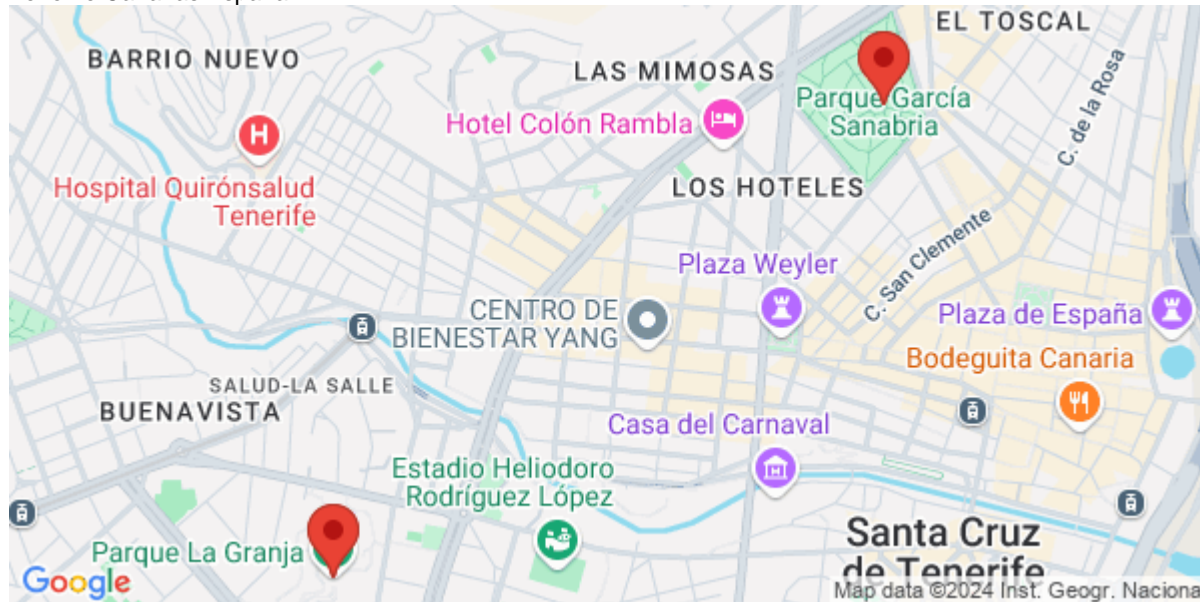 EL TOSCAL
BARRIO NUEVO
LAS MIMOSAS
Parque García
Sanabria
Hotel Colón Rambla
H
C. de la Rosa
Hospital Quirónsalud
Tenerife
LOS HOTELES
C. San Clemente
Plaza Weyler
CENTRO DE
BIENESTAR YANG
Plaza de España
Bodeguita Canaria
SALUD-LA SALLE
BUENAVISTA
Casa del Carnaval
Estadio Heliodoro
Rodríguez López
Santa Cruz
de Tenerife
Parque La Granja
Google
Map data ©2024 Inst. Geogr. Naciona